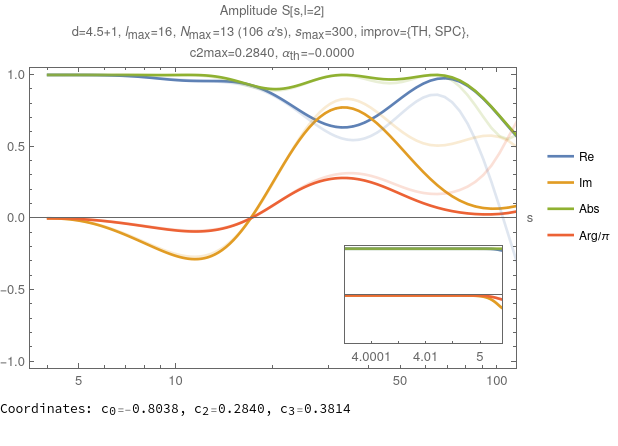 Amplitude S[s,l=2]
d=4.5+1, lmax=16, Nmax=13 (106 α's), smax=300, improv={TH, SPC},
c2max=0.2840, αth=−0.0000
1.0
0.5
0.0
−0.5
−1.0
5
10
50
100
s
Re
Im
Abs
Arg/π
4.0001
4.01
5
Coordinates: c0=-0.8038, c2=0.2840, c3=0.3814